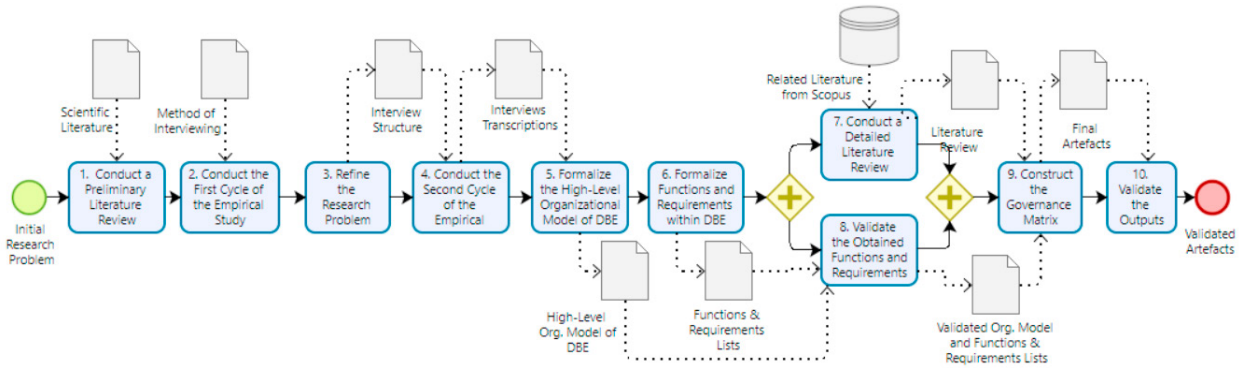 Initial
Research
Problem
Scientific
Literature
1. Conduct a
Preliminary
Literature
Review
Method of
Interviewing
2. Conduct the
First Cycle of
the Empirical
Study
3. Refine
the
Research
Problem
Interview
Structure
4. Conduct the
Second Cycle
of the
Empirical
Interviews
Transcriptions
5. Formalize
the High-Level
Organizational
Model of DBE
High-Level
Org. Model of
DBE
6. Formalize
Functions and
Requirements
within DBE
Functions &
Requirements
Lists
Related Literature
from Scopus
7. Conduct a
Detailed
Literature
Review
Literature
Review
8. Validate
the Obtained
Functions and
Requirements
Validated Org. Model
and Functions &
Requirements Lists
9. Construct
the
Governance
Matrix
Final
Artefacts
10.
Validate
the
Outputs
Validated
Artefacts